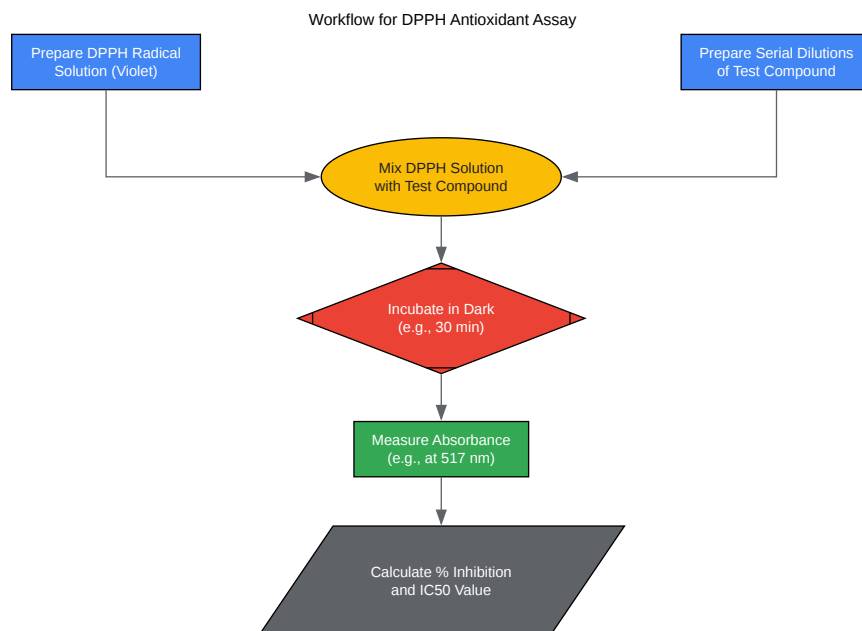 Workflow for DPPH Antioxidant Assay
Prepare DPPH Radical
Solution (Violet)
Prepare Serial Dilutions
of Test Compound
Mix DPPH Solution
with Test Compound
Incubate in Dark
(e.g., 30 min)
Measure Absorbance
(e.g., at 517 nm)
Calculate % Inhibition
and IC50 Value